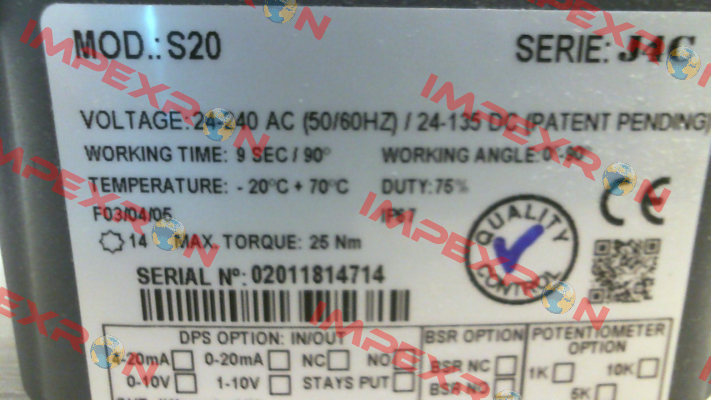 MOD.: S20 SERIE: J4C
VOLTAGE: 24-240 AC (50/60HZ) / 24-135 DC (PATENT PENDING)
WORKING TIME: 9 SEC / 90° WORKING ANGLE: 0°-90°
TEMPERATURE: - 20°C + 70°C DUTY: 75%
F03/04/05 IP67
14 MAX. TORQUE: 25 Nm
QUALITY CONTROL
CE
SERIAL Nº: 02011814714
DPS OPTION: IN/OUT BSR OPTION POTENTIOMETER OPTION
4-20mA 0-20mA NC NO BSR NC 1K 10K
0-10V 1-10V STAYS PUT BSR NO 5K
IMPEXRON